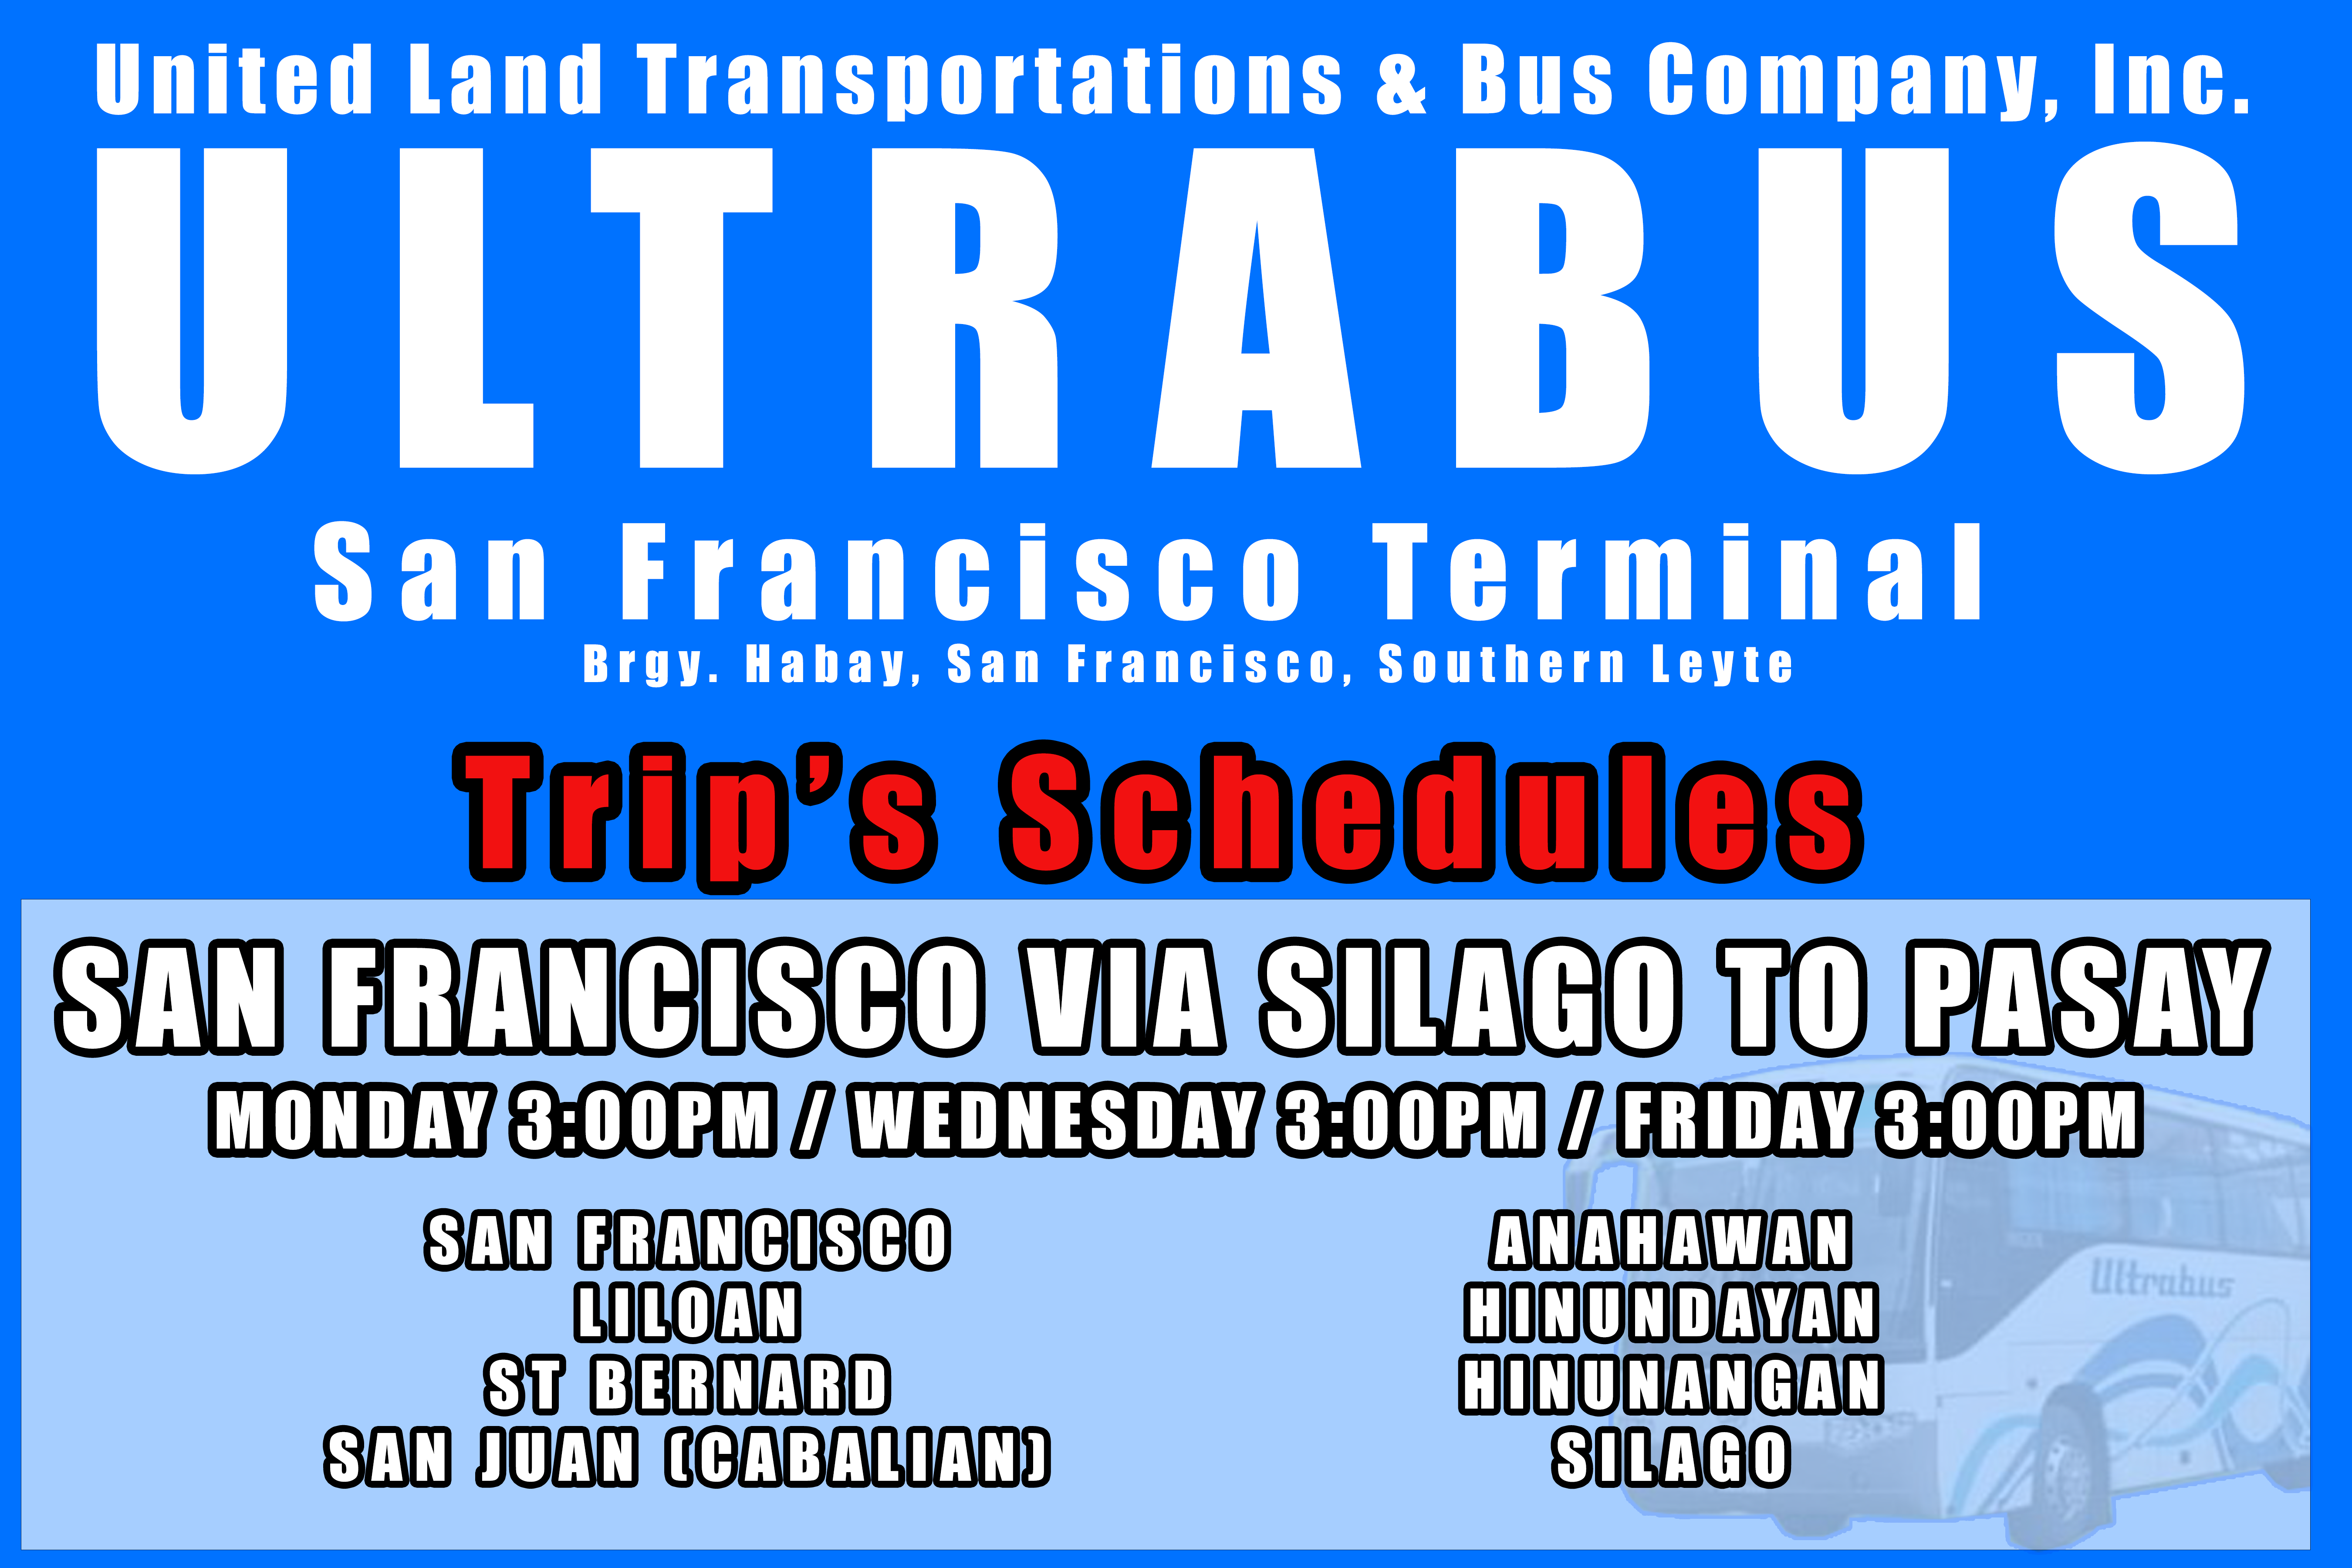 United Land Transportations & Bus Company, Inc.
ULTRABUS
San Francisco Terminal
Brgy. Habay, San Francisco, Southern Leyte
Trip's Schedules
SAN FRANCISCO VIA SILAGO TO PASAY
MONDAY 3:00PM / WEDNESDAY 3:00PM / FRIDAY 3:00PM
SAN FRANCISCO
LILOAN
ST BERNARD
SAN JUAN (CABALIAN)
ANAHAWAN
HINUNDAYAN
HINUNANGAN
SILAGO
Ultrabus